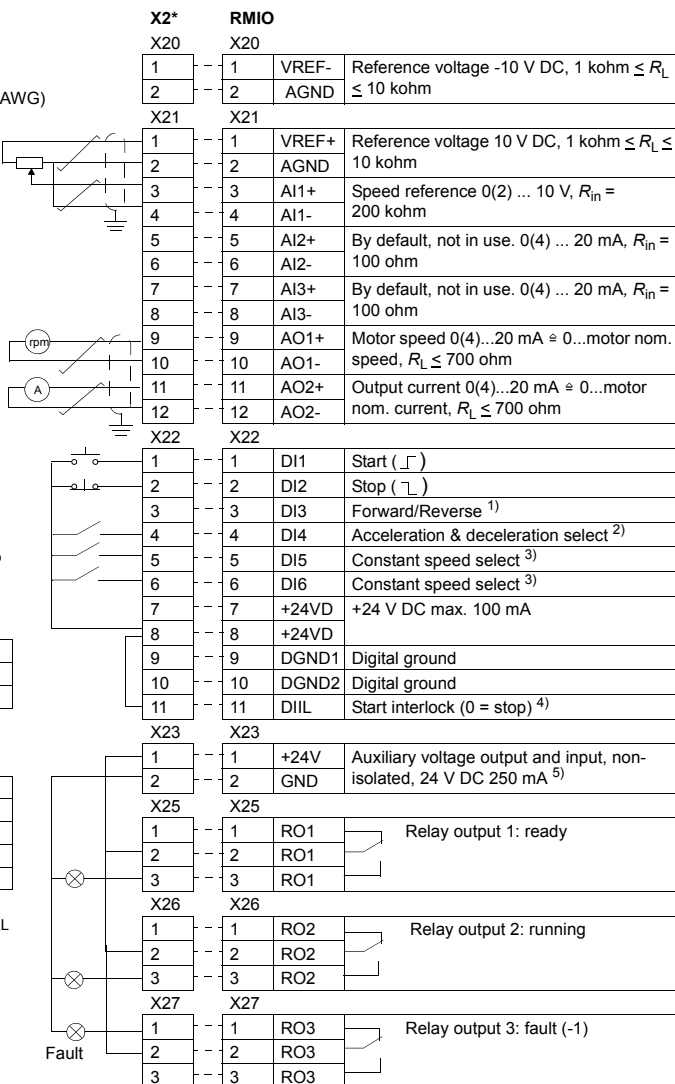 X2* RMIO
X20 X20
1 1 VREF- Reference voltage -10 V DC, 1 kohm ≤ RL
2 2 AGND ≤ 10 kohm
AWG)
X21 X21
1 1 VREF+ Reference voltage 10 V DC, 1 kohm ≤ RL ≤
2 2 AGND 10 kohm
3 3 AI1+ Speed reference 0(2) ... 10 V, Rin =
4 4 AI1- 200 kohm
5 5 AI2+ By default, not in use. 0(4) ... 20 mA, Rin =
6 6 AI2- 100 ohm
7 7 AI3+ By default, not in use. 0(4) ... 20 mA, Rin =
8 8 AI3- 100 ohm
rpm 9 9 AO1+ Motor speed 0(4)...20 mA ≙ 0...motor nom.
10 10 AO1- speed, RL ≤ 700 ohm
A 11 11 AO2+ Output current 0(4)...20 mA ≙ 0...motor
12 12 AO2- nom. current, RL ≤ 700 ohm
X22 X22
1 1 DI1 Start ( )
2 2 DI2 Stop ( )
3 3 DI3 Forward/Reverse 1)
4 4 DI4 Acceleration & deceleration select 2)
5 5 DI5 Constant speed select 3)
6 6 DI6 Constant speed select 3)
7 7 +24VD +24 V DC max. 100 mA
8 8 +24VD
9 9 DGND1 Digital ground
10 10 DGND2 Digital ground
11 11 DIIL Start interlock (0 = stop) 4)
X23 X23
1 1 +24V Auxiliary voltage output and input, non-
2 2 GND isolated, 24 V DC 250 mA 5)
X25 X25
1 1 RO1 Relay output 1: ready
2 2 RO1
3 3 RO1
X26 X26
1 1 RO2 Relay output 2: running
2 2 RO2
3 3 RO2
X27 X27
1 1 RO3 Relay output 3: fault (-1)
Fault 2 2 RO3
3 3 RO3